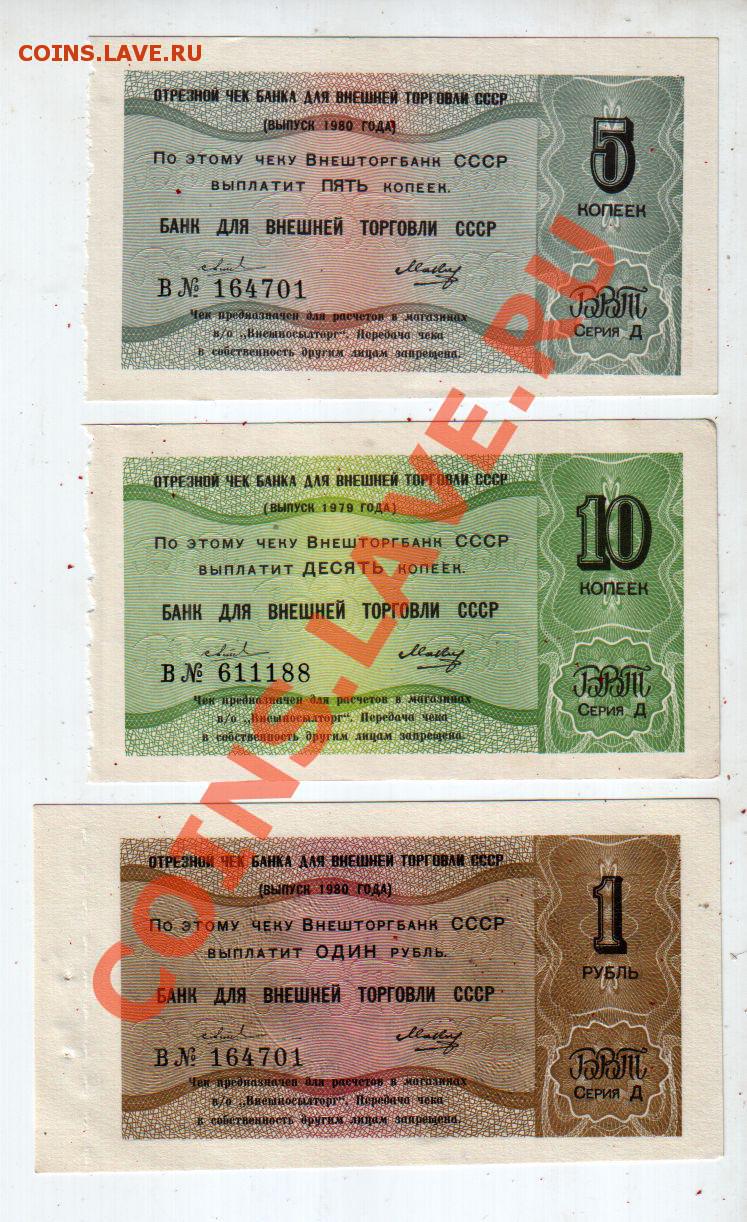 COINS.LAVE.RU
ОТРЕЗНОЙ ЧЕК БАНКА ДЛЯ ВНЕШНЕЙ ТОРГОВЛИ СССР
(ВЫПУСК 1980 ГОДА)
По этому чеку Внешторгбанк СССР
выплатит ПЯТЬ копеек.
БАНК ДЛЯ ВНЕШНЕЙ ТОРГОВЛИ СССР
В № 164701
Чек предназначен для расчетов в магазинах
в/о „Внешпосылторг“. Передача чека
в собственность другим лицам запрещена.
5
КОПЕЕК
БВТ
Серия Д
ОТРЕЗНОЙ ЧЕК БАНКА ДЛЯ ВНЕШНЕЙ ТОРГОВЛИ СССР
(ВЫПУСК 1979 ГОДА)
По этому чеку Внешторгбанк СССР
выплатит ДЕСЯТЬ копеек.
БАНК ДЛЯ ВНЕШНЕЙ ТОРГОВЛИ СССР
В № 611188
Чек предназначен для расчетов в магазинах
в/о „Внешпосылторг“. Передача чека
в собственность другим лицам запрещена.
10
КОПЕЕК
БВТ
Серия Д
ОТРЕЗНОЙ ЧЕК БАНКА ДЛЯ ВНЕШНЕЙ ТОРГОВЛИ СССР
(ВЫПУСК 1980 ГОДА)
По этому чеку Внешторгбанк СССР
выплатит ОДИН рубль.
БАНК ДЛЯ ВНЕШНЕЙ ТОРГОВЛИ СССР
В № 164701
Чек предназначен для расчетов в магазинах
в/о „Внешпосылторг“. Передача чека
в собственность другим лицам запрещена.
1
РУБЛЬ
БВТ
Серия Д
COINS.LAVE.RU